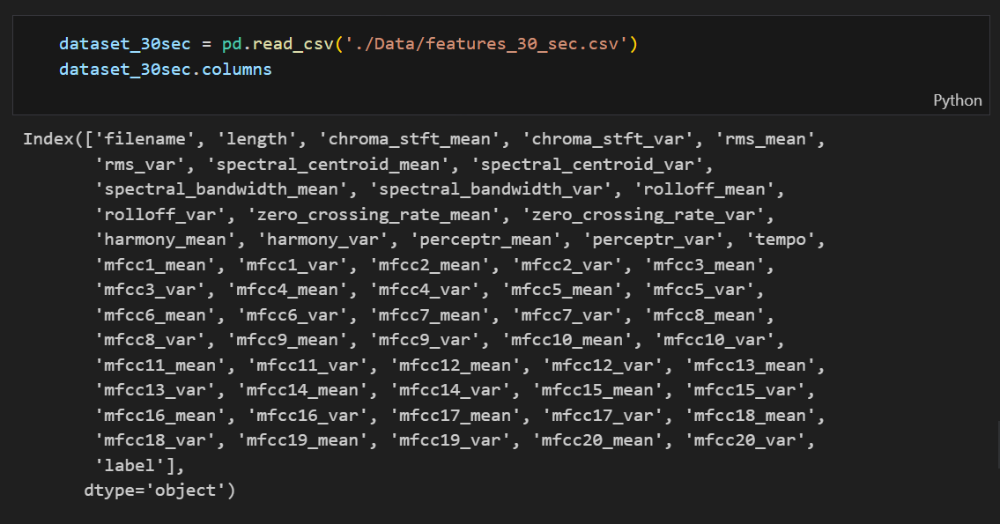 dataset_30sec = pd.read_csv('./Data/features_30_sec.csv')
dataset_30sec.columns
Python
Index(['filename', 'length', 'chroma_stft_mean', 'chroma_stft_var', 'rms_mean',
'rms_var', 'spectral_centroid_mean', 'spectral_centroid_var',
'spectral_bandwidth_mean', 'spectral_bandwidth_var', 'rolloff_mean',
'rolloff_var', 'zero_crossing_rate_mean', 'zero_crossing_rate_var',
'harmony_mean', 'harmony_var', 'perceptr_mean', 'perceptr_var', 'tempo',
'mfcc1_mean', 'mfcc1_var', 'mfcc2_mean', 'mfcc2_var', 'mfcc3_mean',
'mfcc3_var', 'mfcc4_mean', 'mfcc4_var', 'mfcc5_mean', 'mfcc5_var',
'mfcc6_mean', 'mfcc6_var', 'mfcc7_mean', 'mfcc7_var', 'mfcc8_mean',
'mfcc8_var', 'mfcc9_mean', 'mfcc9_var', 'mfcc10_mean', 'mfcc10_var',
'mfcc11_mean', 'mfcc11_var', 'mfcc12_mean', 'mfcc12_var', 'mfcc13_mean',
'mfcc13_var', 'mfcc14_mean', 'mfcc14_var', 'mfcc15_mean', 'mfcc15_var',
'mfcc16_mean', 'mfcc16_var', 'mfcc17_mean', 'mfcc17_var', 'mfcc18_mean',
'mfcc18_var', 'mfcc19_mean', 'mfcc19_var', 'mfcc20_mean', 'mfcc20_var',
'label'],
dtype='object')